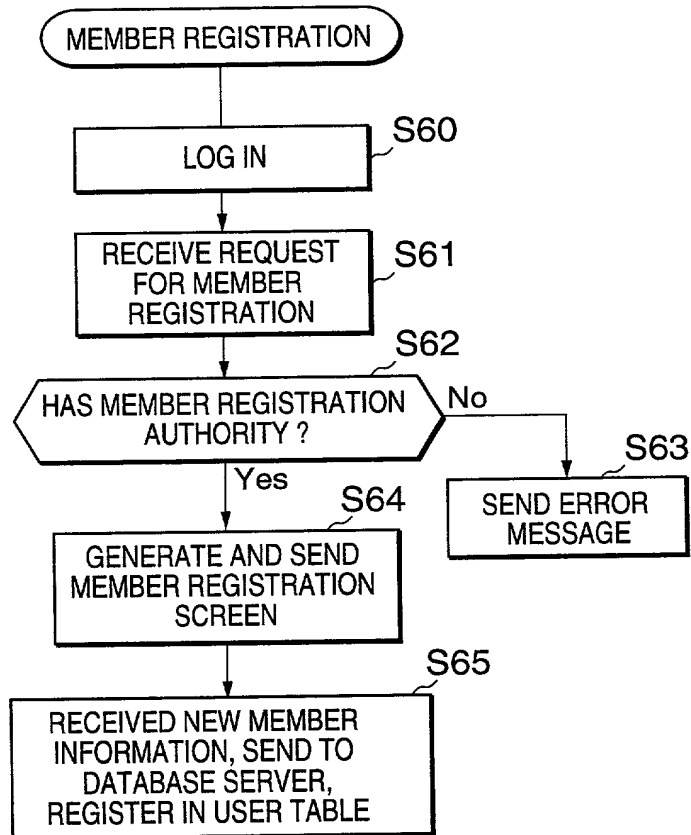 MEMBER REGISTRATION
S60
LOG IN
S61
RECEIVE REQUEST
FOR MEMBER
REGISTRATION
S62
HAS MEMBER REGISTRATION
AUTHORITY ?
No
Yes
S63
SEND ERROR
MESSAGE
S64
GENERATE AND SEND
MEMBER REGISTRATION
SCREEN
S65
RECEIVED NEW MEMBER
INFORMATION, SEND TO
DATABASE SERVER,
REGISTER IN USER TABLE